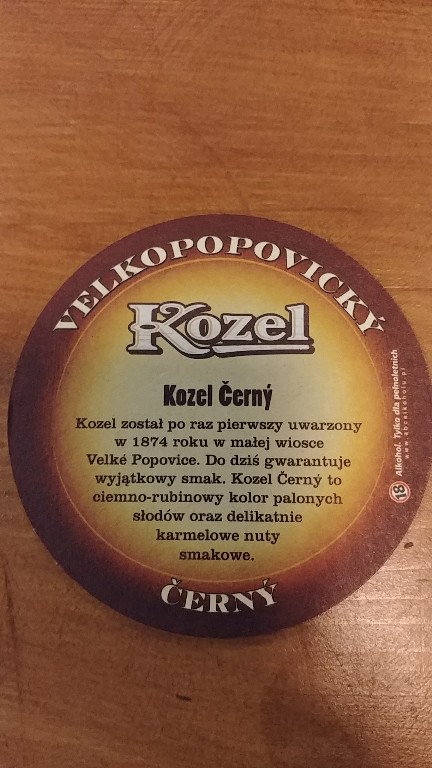 VELKOPOPOVICKÝ
Kozel
Kozel Černý
Kozel został po raz pierwszy uwarzony
w 1874 roku w małej wiosce
Velké Popovice. Do dziś gwarantuje
wyjątkowy smak. Kozel Černý to
ciemno-rubinowy kolor palonych
słodów oraz delikatnie
karmelowe nuty
smakowe.
ČERNÝ
18 Alkohol. Tylko dla pełnoletnich